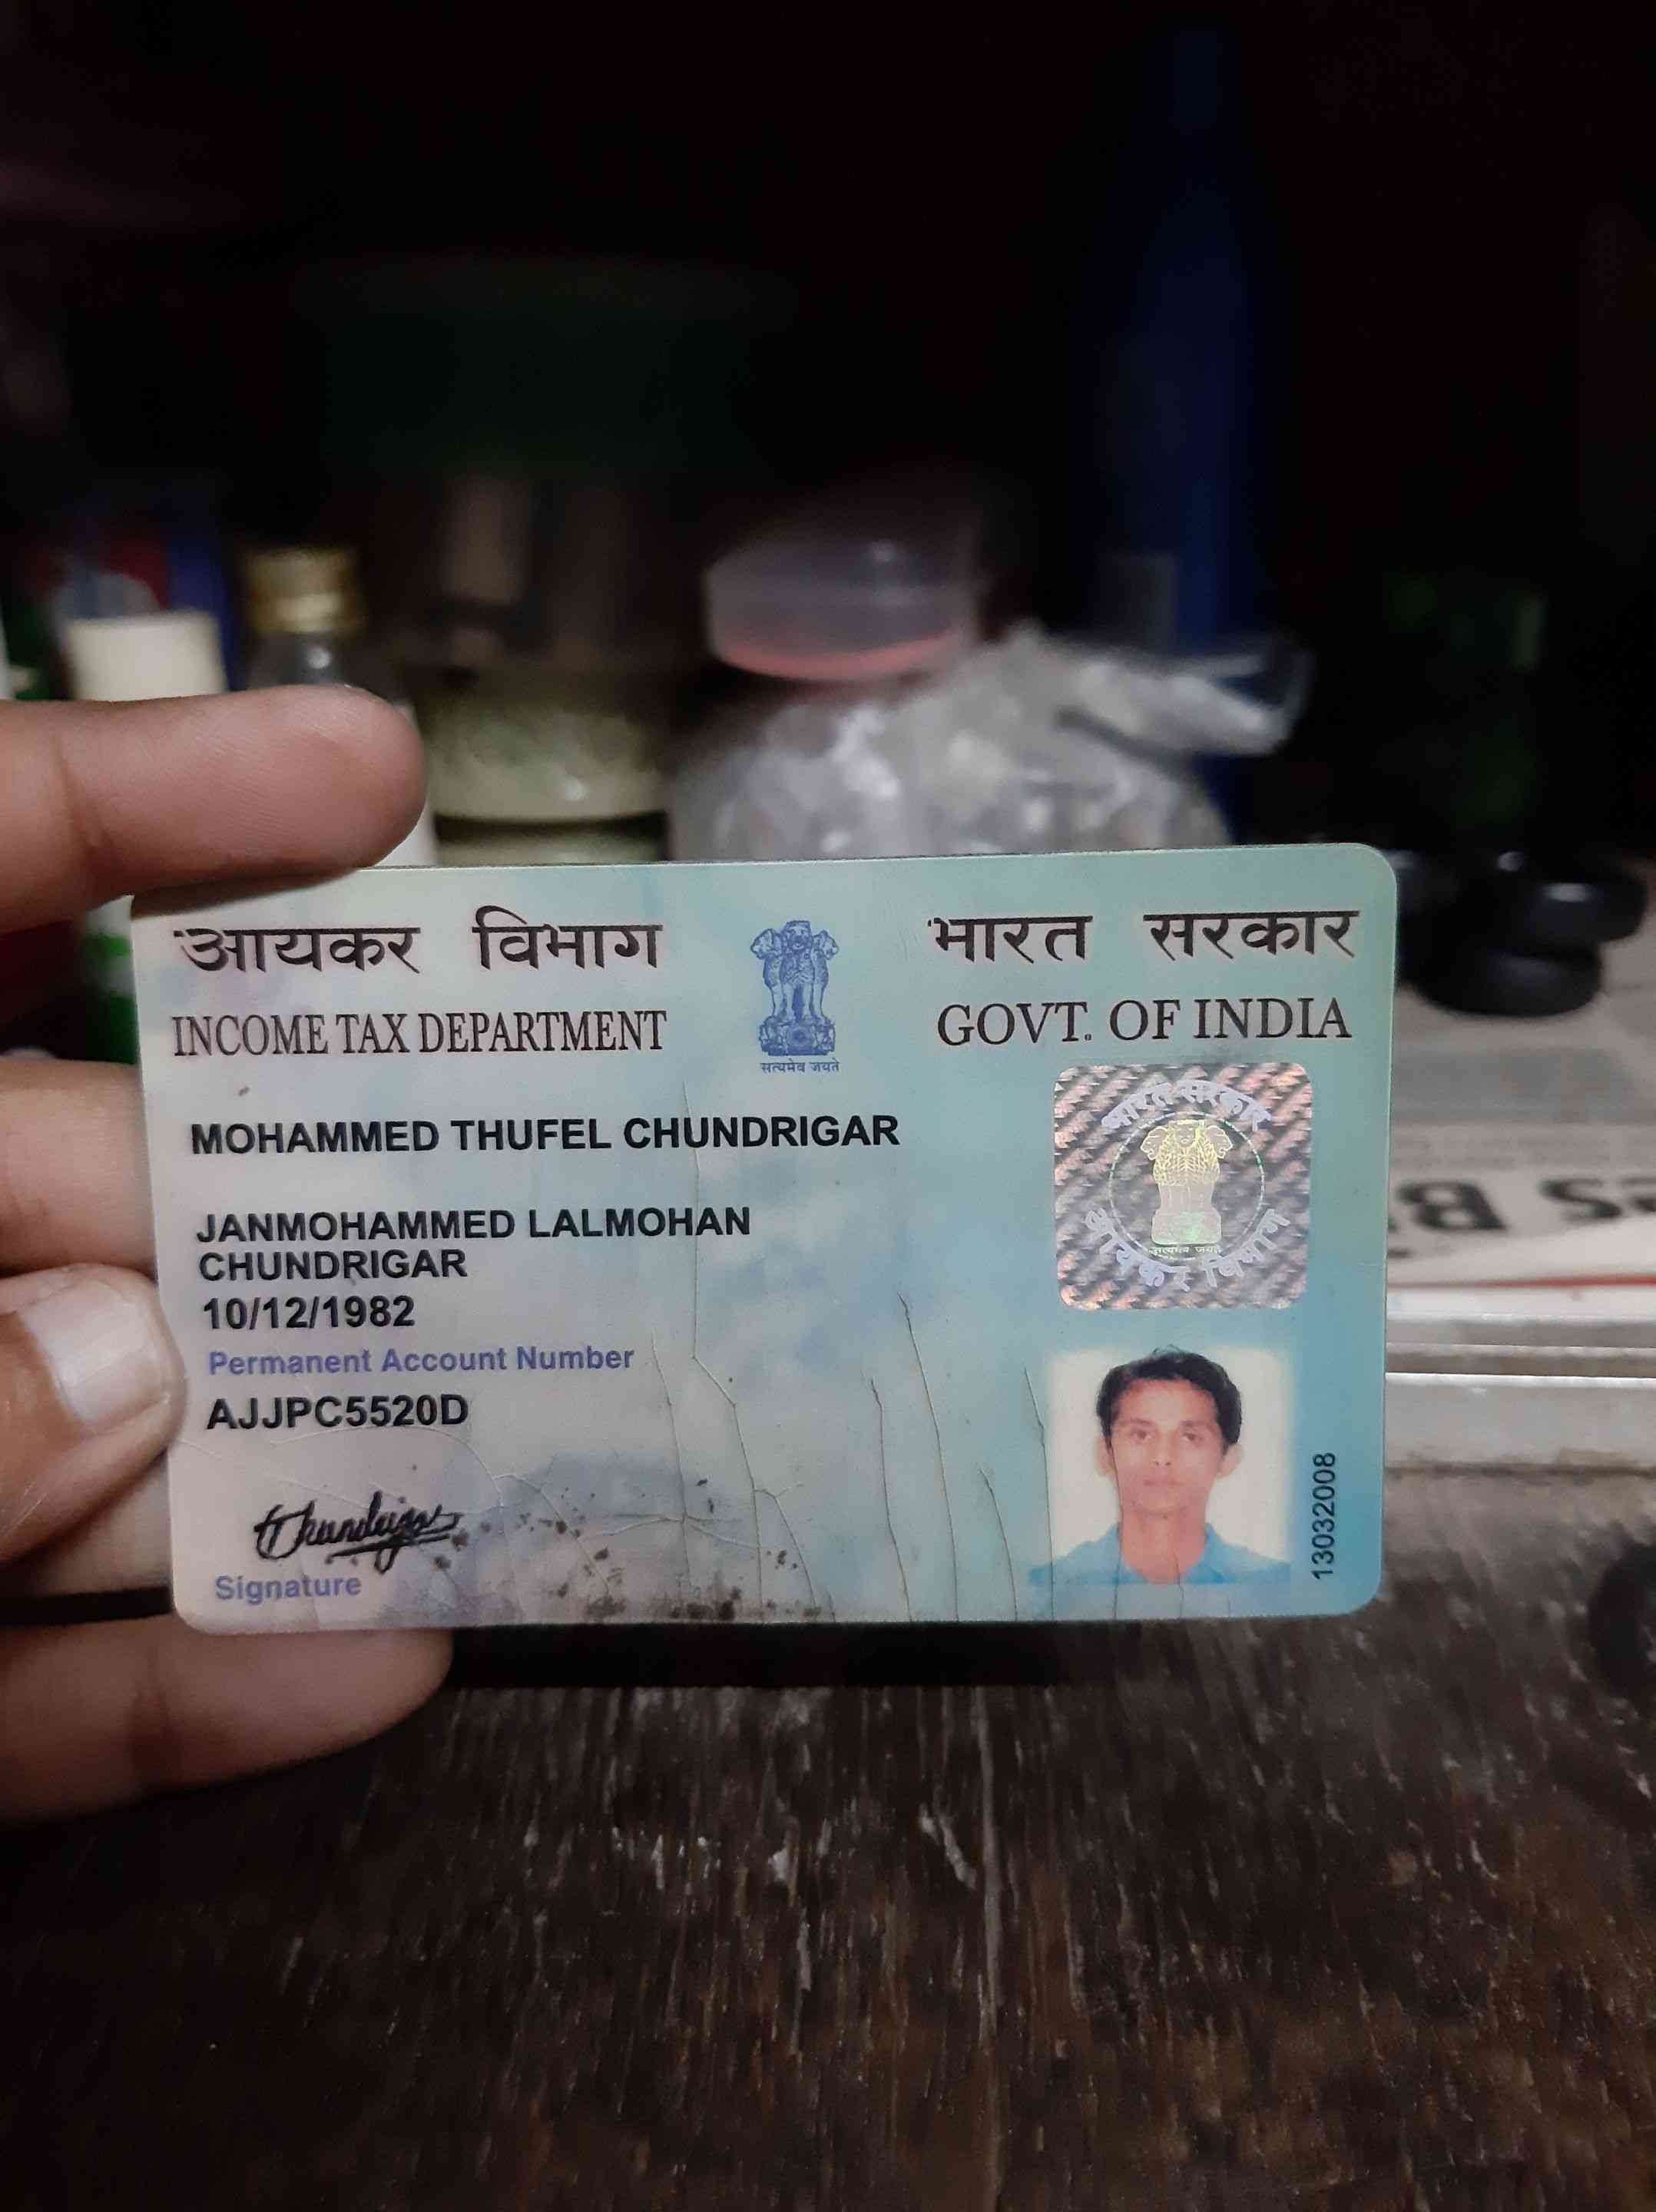 आयकर विभाग
INCOME TAX DEPARTMENT
सत्यमेव जयते
भारत सरकार
GOVT. OF INDIA
MOHAMMED THUFEL CHUNDRIGAR
JANMOHAMMED LALMOHAN
CHUNDRIGAR
10/12/1982
Permanent Account Number
AJJPC5520D
Chundrigar
Signature
भारत सरकार
सत्यमेव जयते
आयकर विभाग
13032008